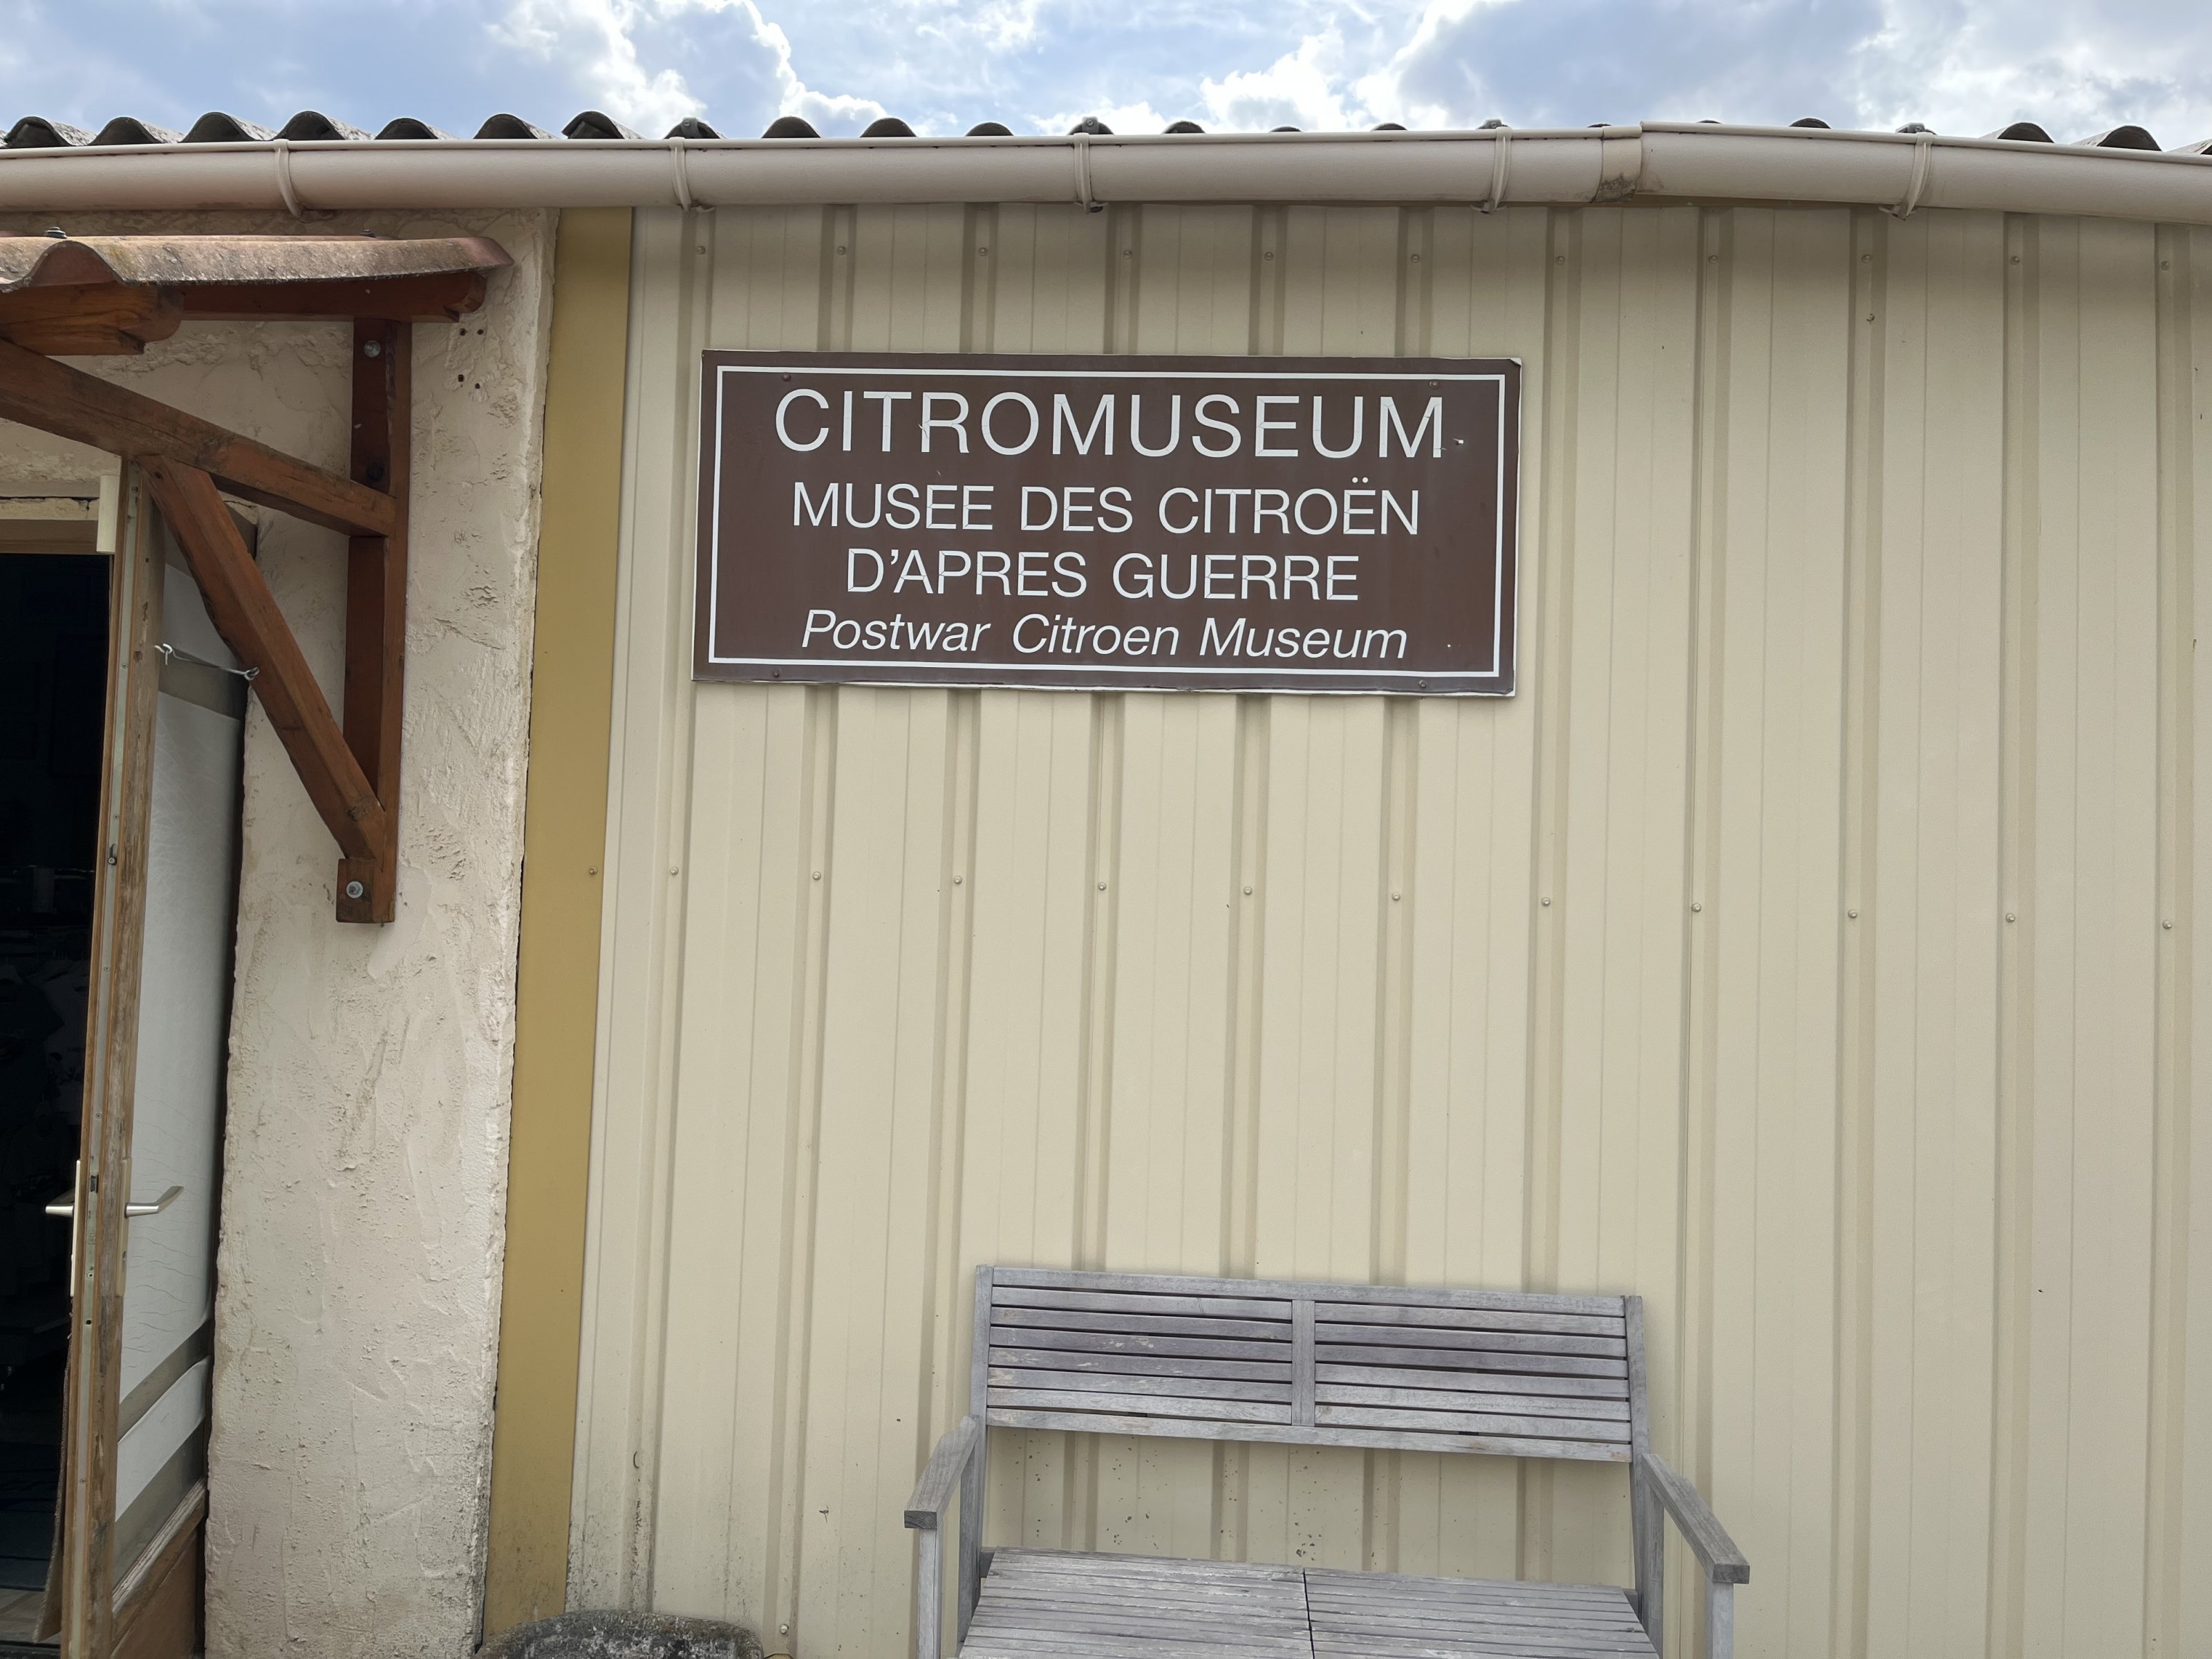 CITROMUSEUM
MUSEE DES CITROËN
D'APRES GUERRE
Postwar Citroen Museum